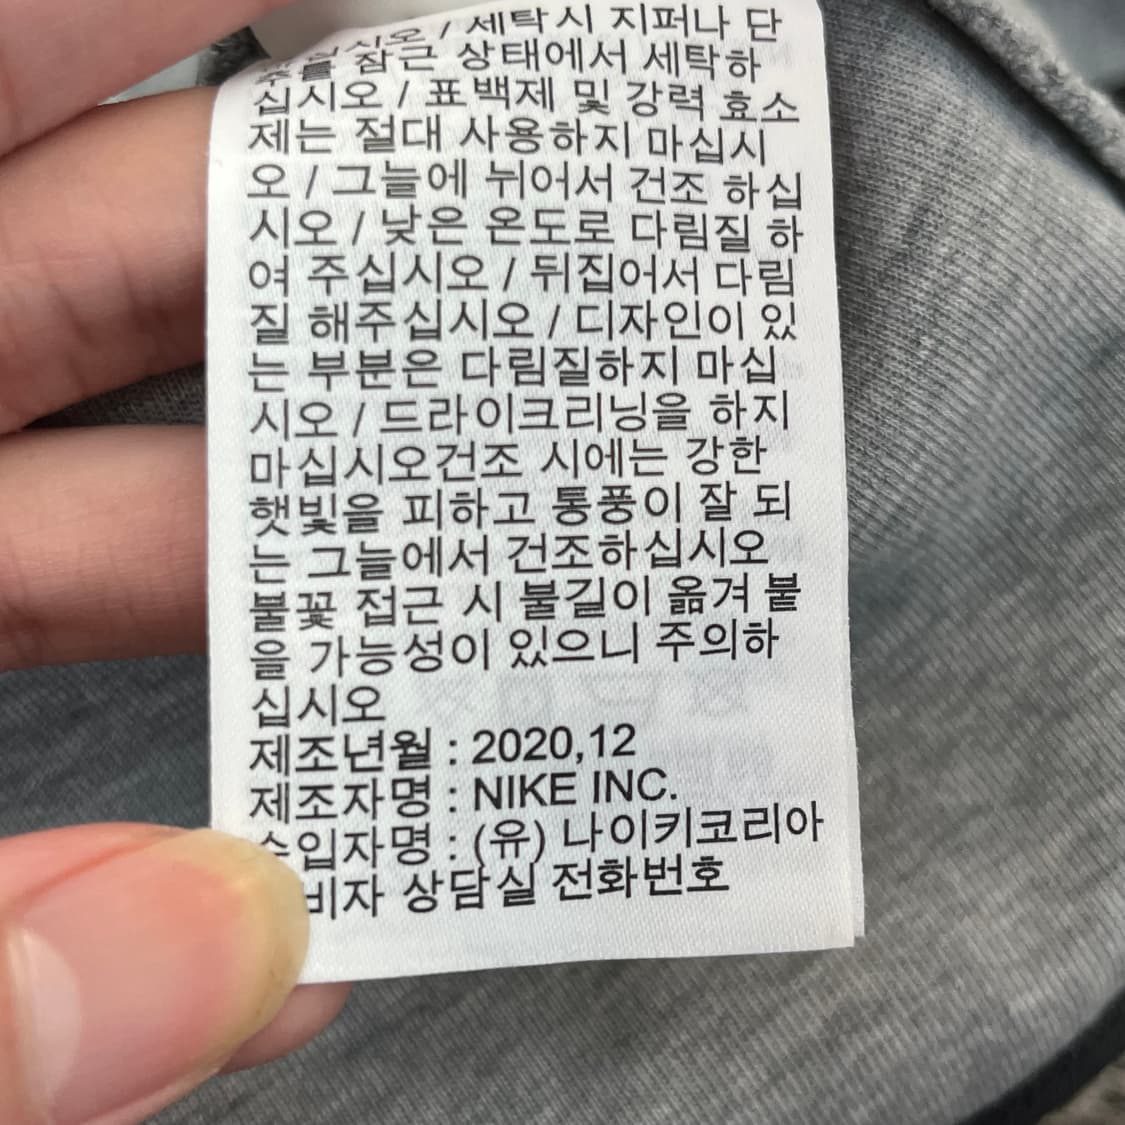 십시오 / 세탁시 지퍼나 단
추를 잠근 상태에서 세탁하
십시오 / 표백제 및 강력 효소
제는 절대 사용하지 마십시
오 / 그늘에 뉘어서 건조 하십
시오 / 낮은 온도로 다림질 하
여 주십시오 / 뒤집어서 다림
질 해주십시오 / 디자인이 있
는 부분은 다림질하지 마십
시오 / 드라이크리닝을 하지
마십시오건조 시에는 강한
햇빛을 피하고 통풍이 잘 되
는 그늘에서 건조하십시오
불꽃 접근 시 불길이 옮겨 붙
을 가능성이 있으니 주의하
십시오
제조년월 : 2020,12
제조자명 : NIKE INC.
수입자명 : (유) 나이키코리아
비자 상담실 전화번호